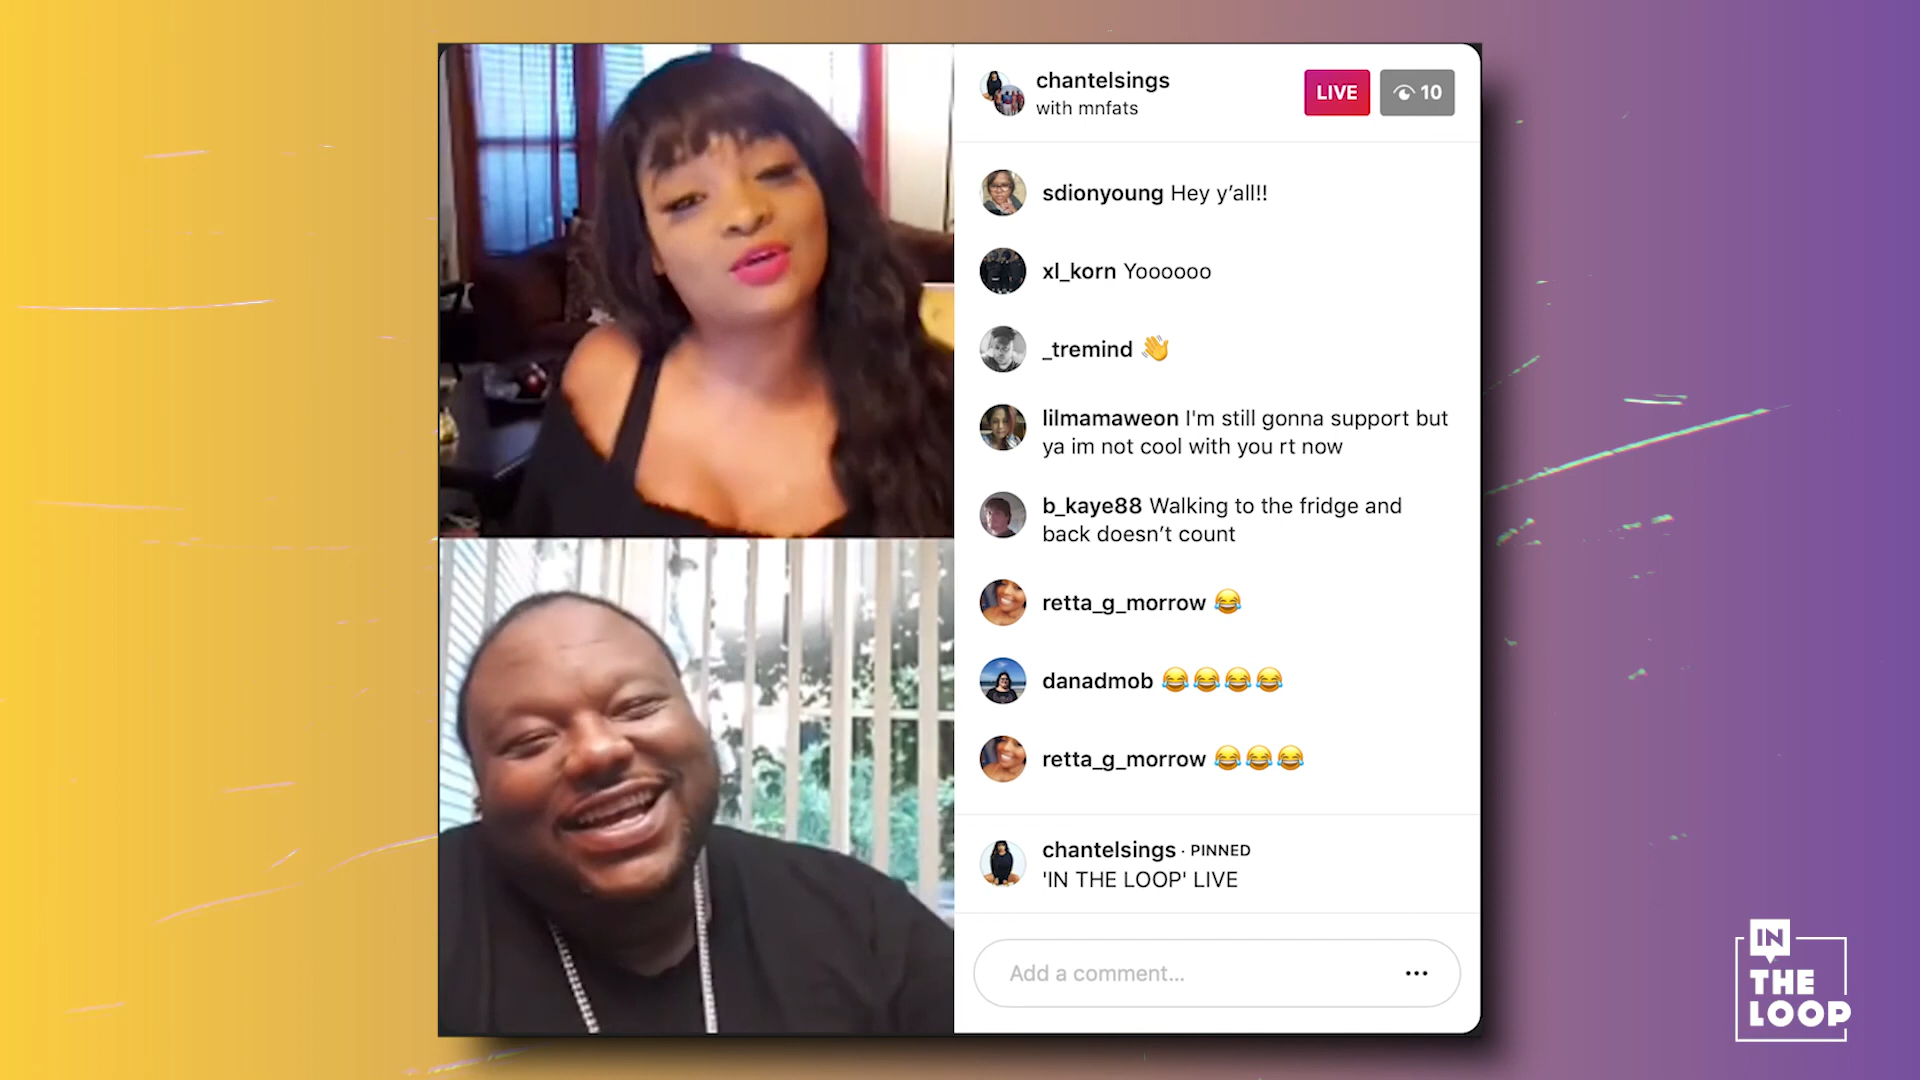 chantelsings
with mnfats
LIVE
10
sdionyoung Hey y’all!!
xl_korn Yoooooo
_tremind 👋
lilmamaweon I'm still gonna support but
ya im not cool with you rt now
b_kaye88 Walking to the fridge and
back doesn’t count
retta_g_morrow 😂
danadmob 😂😂😂😂
retta_g_morrow 😂😂😂
chantelsings · PINNED
'IN THE LOOP' LIVE
Add a comment...
IN
THE
LOOP